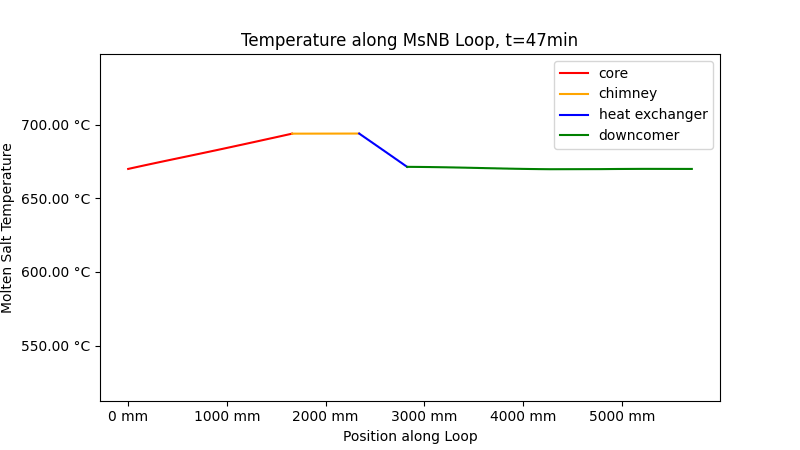 Temperature along MsNB Loop, t=47min
core
chimney
heat exchanger
downcomer
Molten Salt Temperature
700.00 °C
650.00 °C
600.00 °C
550.00 °C
0 mm
1000 mm
2000 mm
3000 mm
4000 mm
5000 mm
Position along Loop